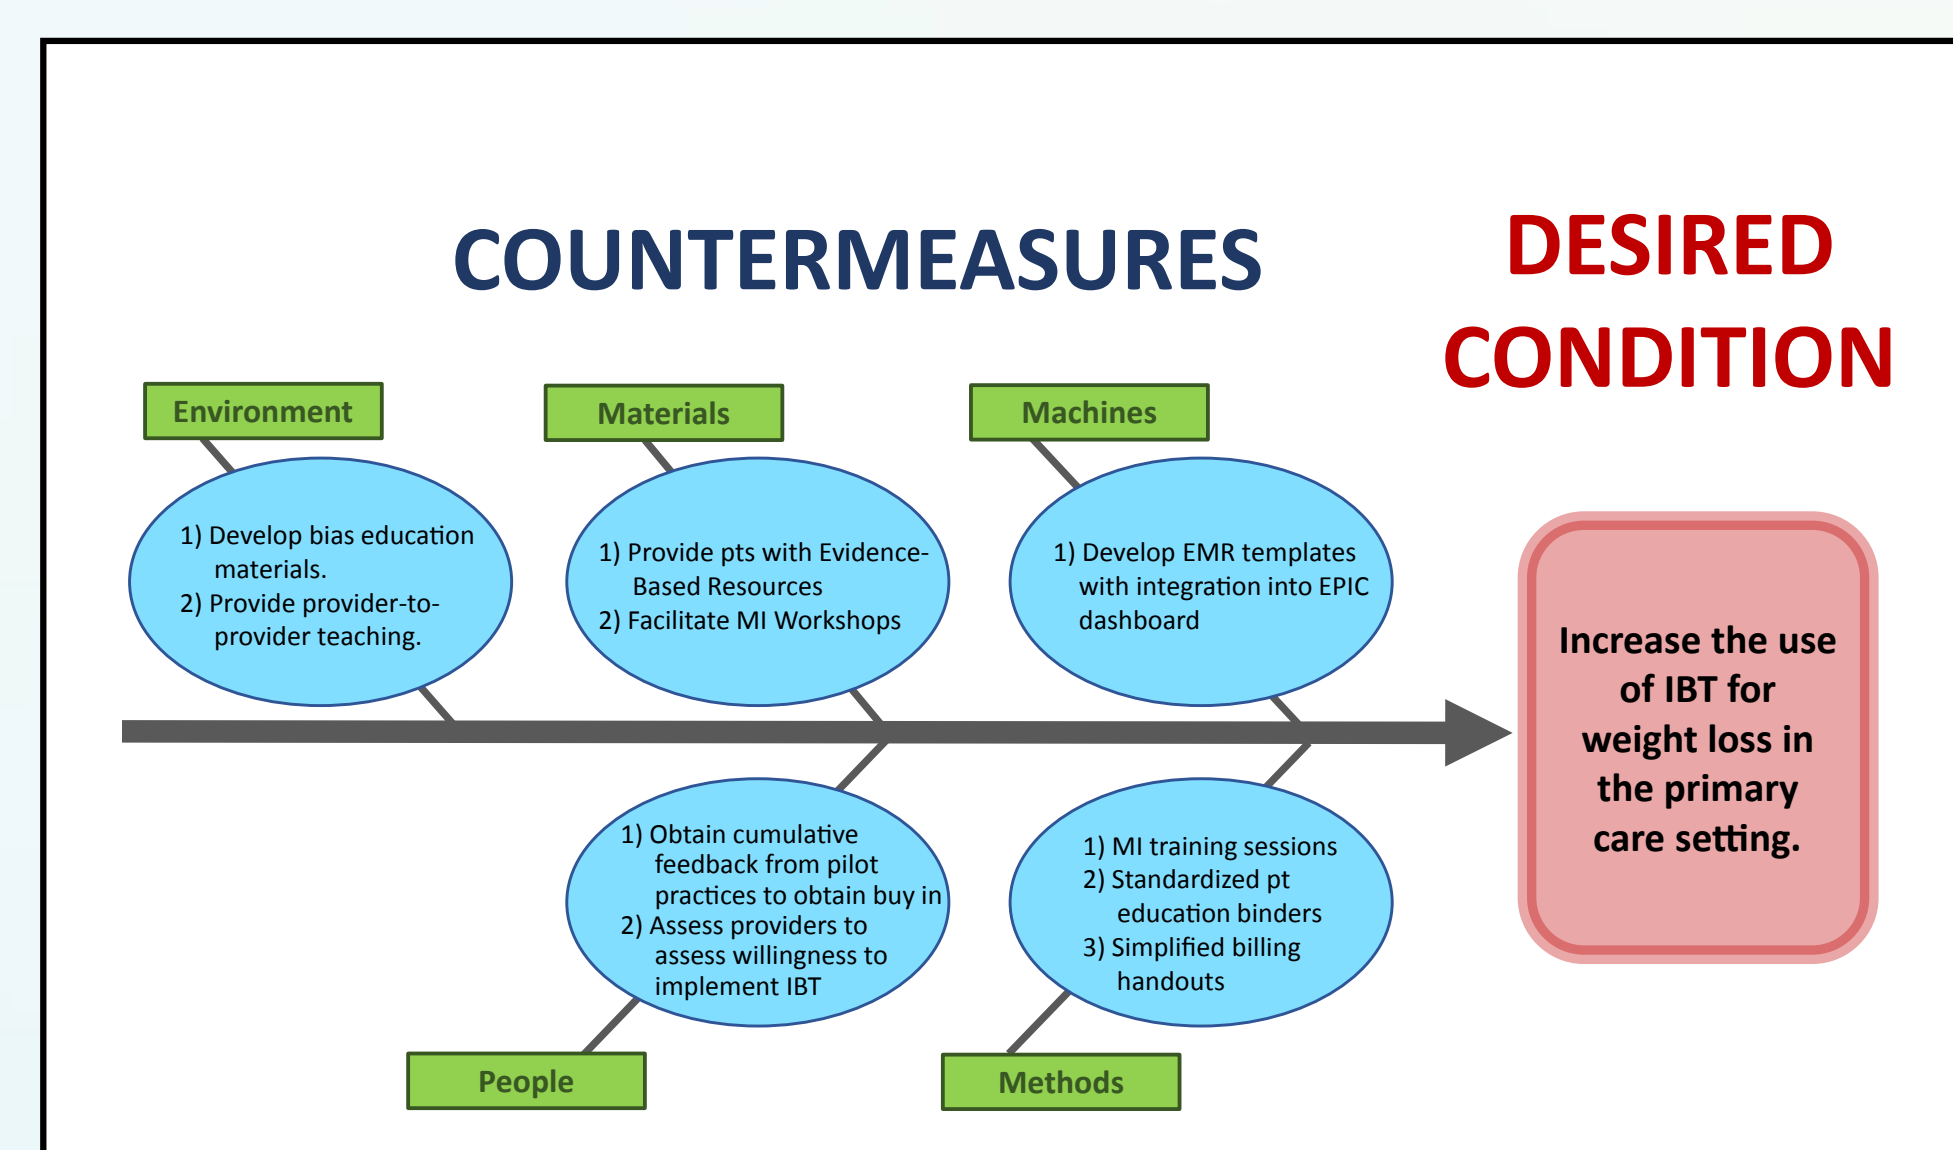 COUNTERMEASURES
DESIRED
CONDITION
Environment
1) Develop bias education
materials.
2) Provide provider-to-
provider teaching.
Materials
1) Provide pts with Evidence-
Based Resources
2) Facilitate MI Workshops
Machines
1) Develop EMR templates
with integration into EPIC
dashboard
Increase the use
of IBT for
weight loss in
the primary
care setting.
1) Obtain cumulative
feedback from pilot
practices to obtain buy in
2) Assess providers to
assess willingness to
implement IBT
People
1) MI training sessions
2) Standardized pt
education binders
3) Simplified billing
handouts
Methods